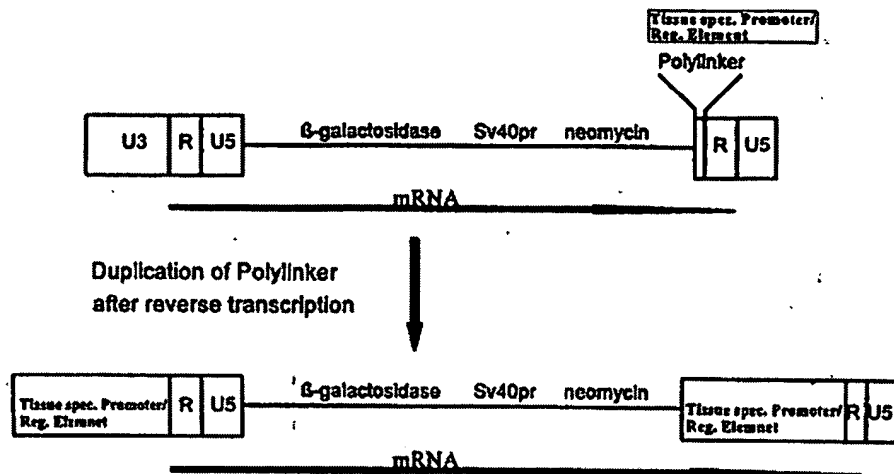 Tissue spec. Promoter/
Reg. Element
Polylinker
U3 R U5 ß-galactosidase Sv40pr neomycin R U5
mRNA
Duplication of Polylinker
after reverse transcription
ß-galactosidase Sv40pr neomycin
Tissue spec. Promoter/ R U5 Tissue spec. Promoter/ R U5
Reg. Elemnet Reg. Elemnet
mRNA